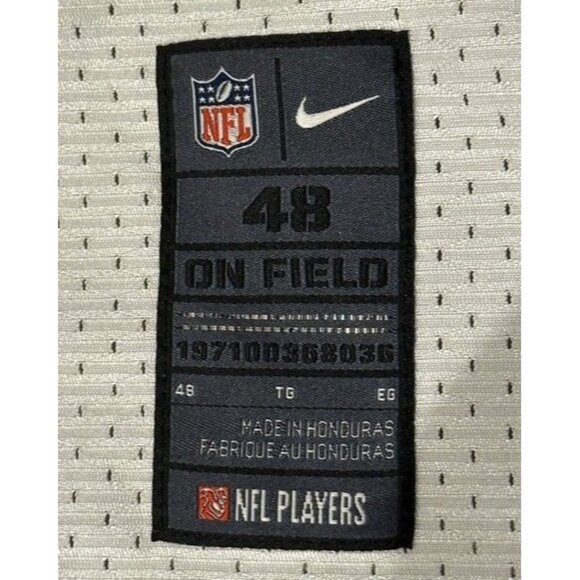 NFL
48
ON FIELD
197100368036
48 TG EG
MADE IN HONDURAS
FABRIQUE AU HONDURAS
NFL PLAYERS